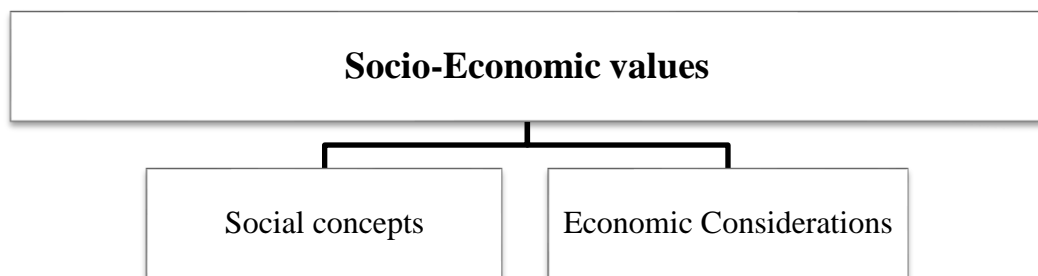 Socio-Economic values
Social concepts
Economic Considerations